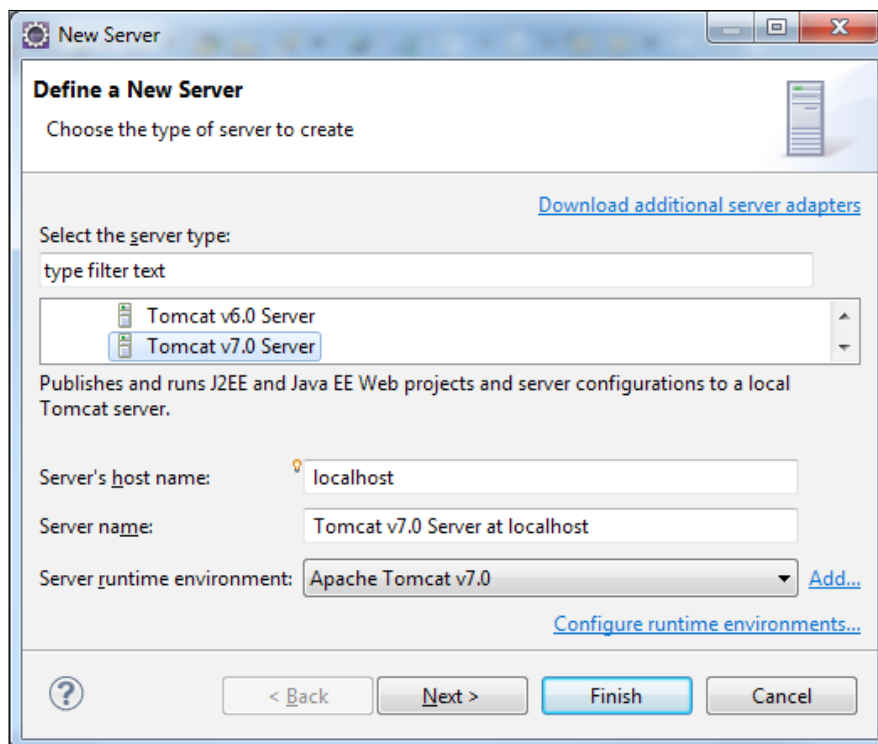 New Server
Define a New Server
Choose the type of server to create
Download additional server adapters
Select the server type:
type filter text
Tomcat v6.0 Server
Tomcat v7.0 Server
Publishes and runs J2EE and Java EE Web projects and server configurations to a local
Tomcat server.
Server's host name: localhost
Server name: Tomcat v7.0 Server at localhost
Server runtime environment: Apache Tomcat v7.0 Add...
Configure runtime environments...
? < Back Next > Finish Cancel